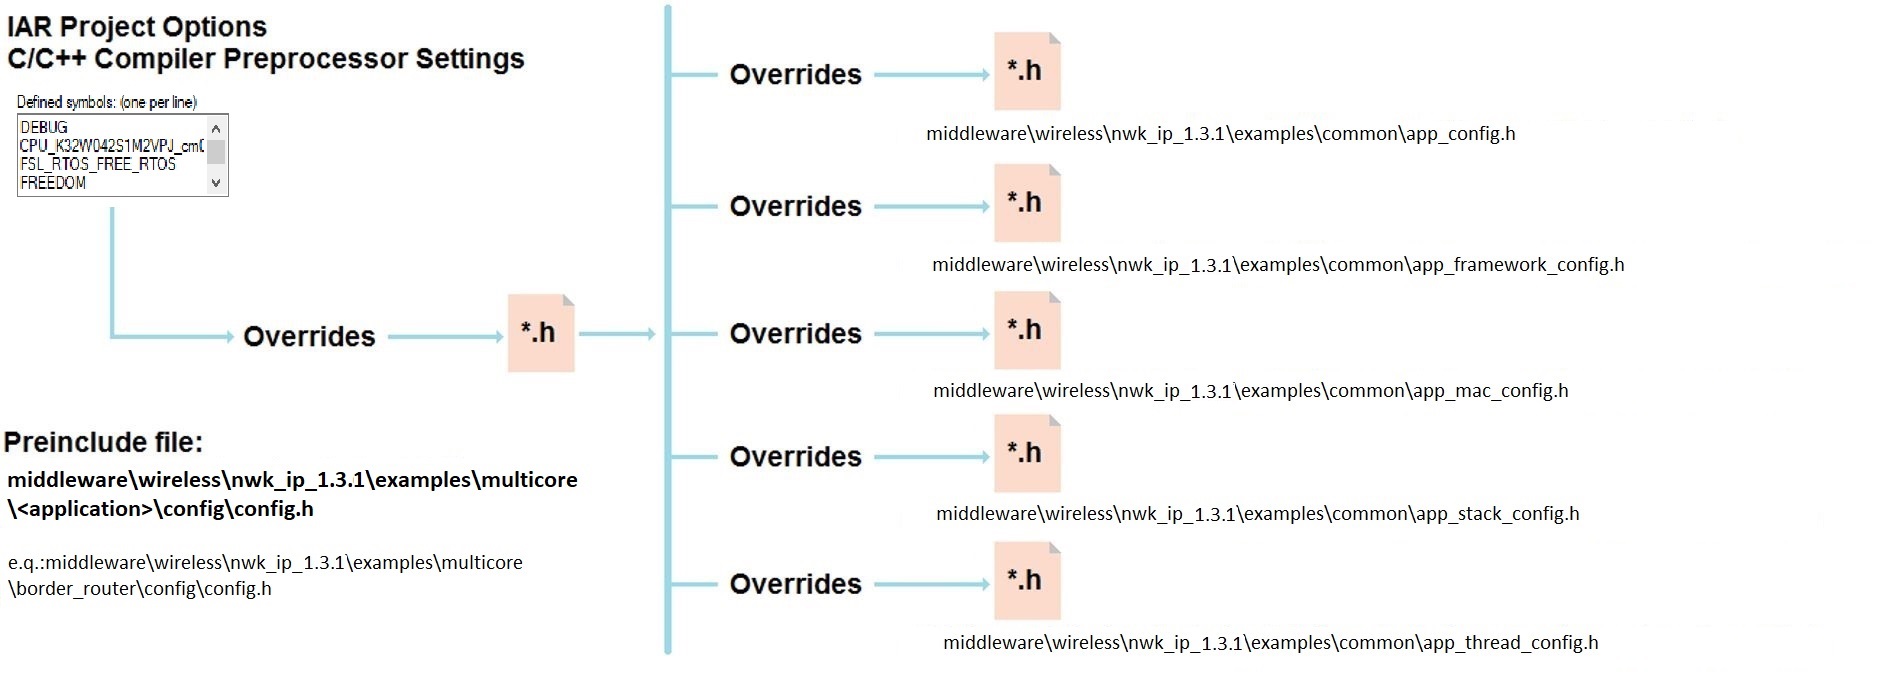 IAR Project Options
C/C++ Compiler Preprocessor Settings
Defined symbols: (one per line)
DEBUG
CPU_K32W042S1M2VPJ_cm0
FSL_RTOS_FREE_RTOS
FREEDOM
Overrides
*.h
Preinclude file:
middleware\wireless\nwk_ip_1.3.1\examples\multicore
\<application>\config\config.h
e.q.:middleware\wireless\nwk_ip_1.3.1\examples\multicore
\border_router\config\config.h
Overrides
*.h
middleware\wireless\nwk_ip_1.3.1\examples\common\app_config.h
Overrides
*.h
middleware\wireless\nwk_ip_1.3.1\examples\common\app_framework_config.h
Overrides
*.h
middleware\wireless\nwk_ip_1.3.1\examples\common\app_mac_config.h
Overrides
*.h
middleware\wireless\nwk_ip_1.3.1\examples\common\app_stack_config.h
Overrides
*.h
middleware\wireless\nwk_ip_1.3.1\examples\common\app_thread_config.h